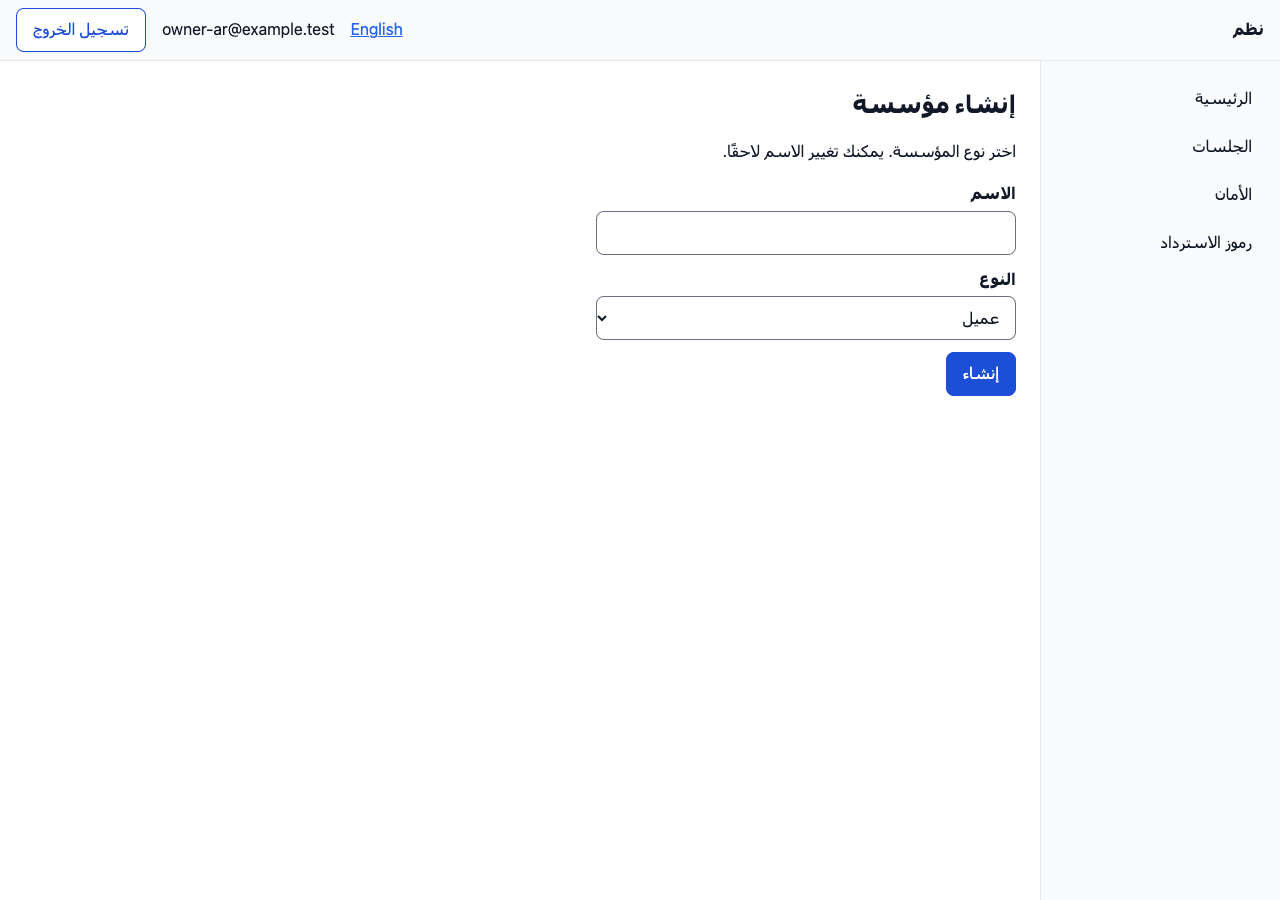 نظم
English
owner-ar@example.test
تسجيل الخروج
الرئيسية
الجلسات
الأمان
رموز الاسترداد
إنشاء مؤسسة
اختر نوع المؤسسة. يمكنك تغيير الاسم لاحقًا.
الاسم
النوع
عميل
إنشاء